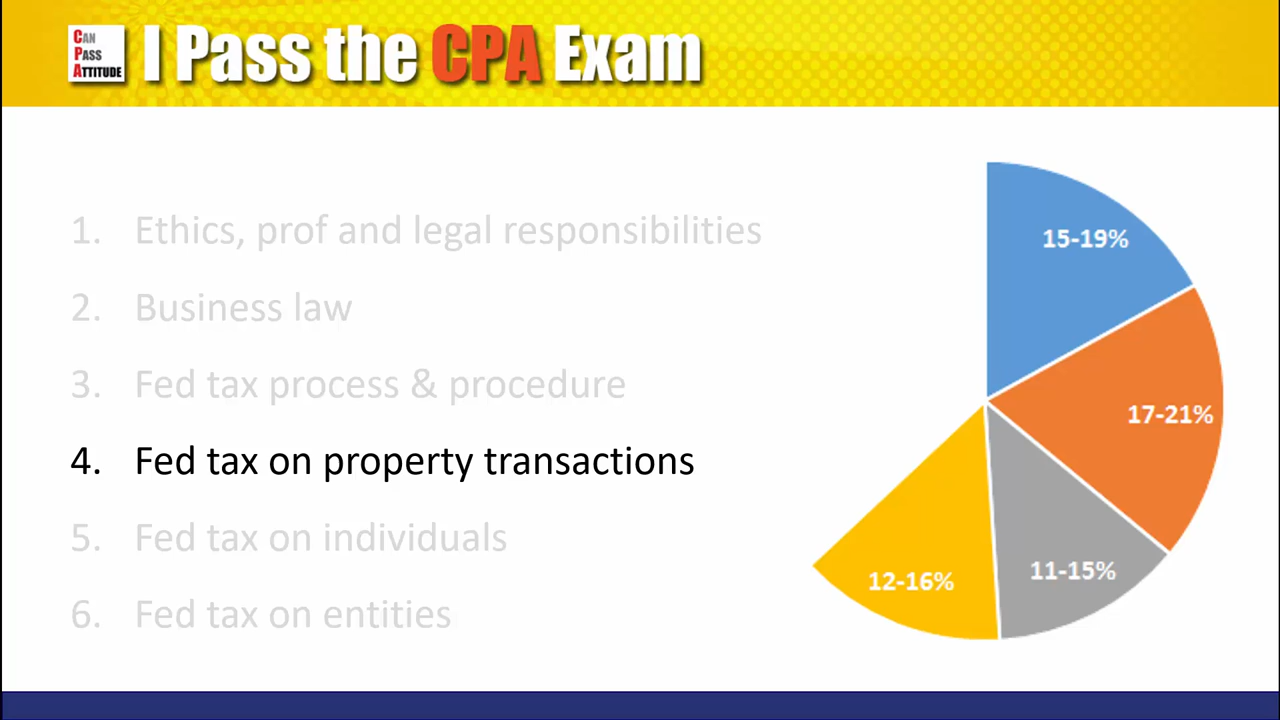 CAN
PASS
ATTITUDE
I Pass the CPA Exam
1. Ethics, prof and legal responsibilities
2. Business law
3. Fed tax process & procedure
4. Fed tax on property transactions
5. Fed tax on individuals
6. Fed tax on entities
15-19%
17-21%
11-15%
12-16%